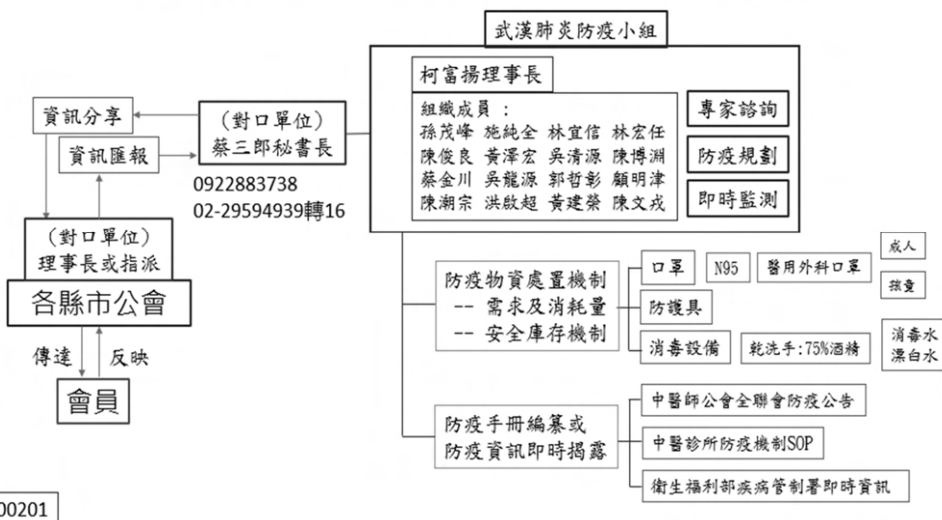 武漢肺炎防疫小組
柯富揚理事長
組織成員：
孫茂峰 施純全 林宜信 林宏任
陳俊良 黃澤宏 吳清源 陳博淵
蔡金川 吳龍源 郭哲彰 顧明津
陳潮宗 洪啟超 黃建榮 陳文戎
專家諮詢
防疫規劃
即時監測
資訊分享
資訊匯報
(對口單位)
蔡三郎秘書長
0922883738
02-29594939轉16
(對口單位)
理事長或指派
各縣市公會
傳達
反映
會員
防疫物資處置機制
-- 需求及消耗量
-- 安全庫存機制
口罩
N95
醫用外科口罩
成人
孩童
防護具
消毒設備
乾洗手:75%酒精
消毒水
漂白水
防疫手冊編纂或
防疫資訊即時揭露
中醫師公會全聯會防疫公告
中醫診所防疫機制SOP
衛生福利部疾病管制署即時資訊
00201